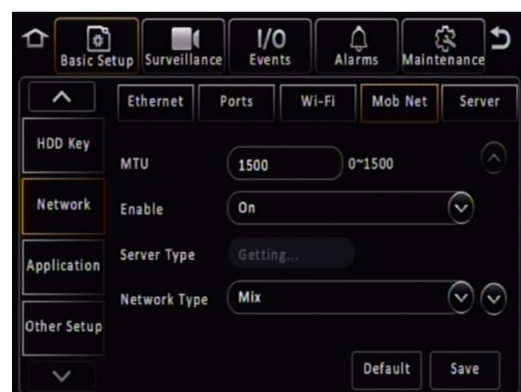 Basic Setup
Surveillance
I/O
Events
Alarms
Maintenance
Ethernet
Ports
Wi-Fi
Mob Net
Server
HDD Key
Network
Application
Other Setup
MTU
1500
0~1500
Enable
On
Server Type
Getting...
Network Type
Mix
Default
Save